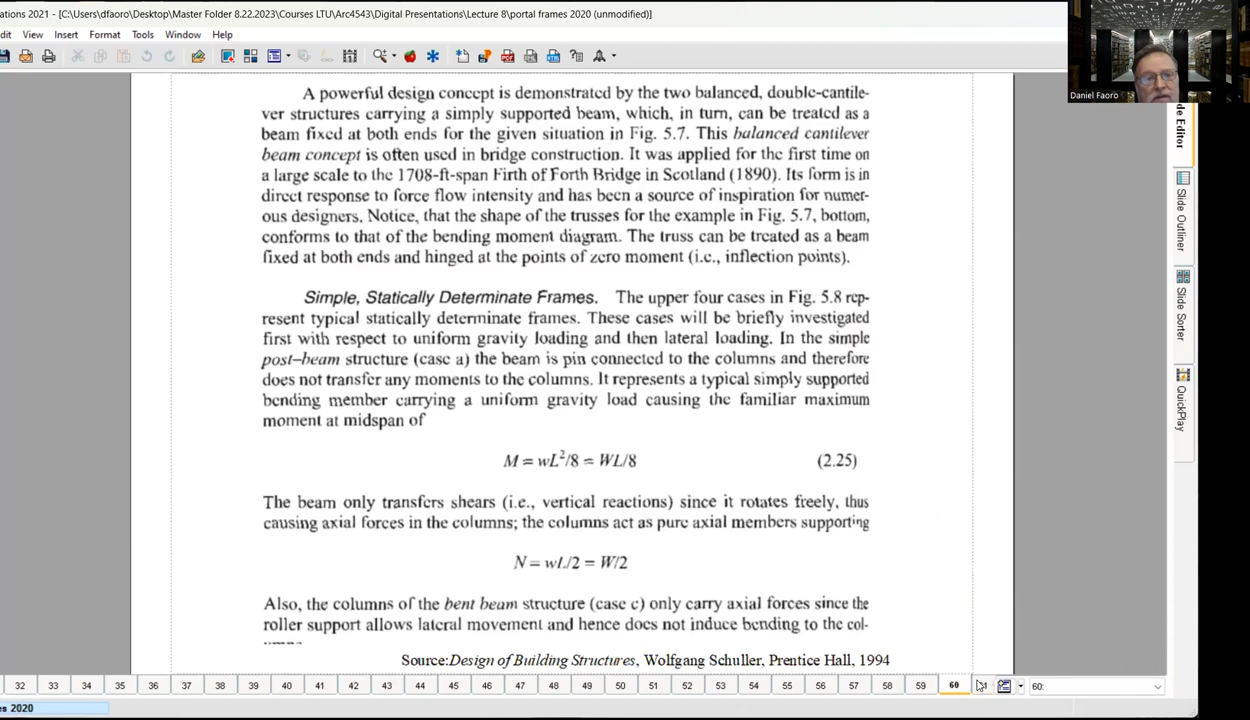 ations 2021 - [C:\Users\dfaoro\Desktop\Master Folder 8.22.2023\Courses LTU\Arc4543\Digital Presentations\Lecture 8\portal frames 2020 (unmodified)]
dit View Insert Format Tools Window Help
Daniel Faoro
A powerful design concept is demonstrated by the two balanced, double-cantile-
ver structures carrying a simply supported beam, which, in turn, can be treated as a
beam fixed at both ends for the given situation in Fig. 5.7. This balanced cantilever
beam concept is often used in bridge construction. It was applied for the first time on
a large scale to the 1708-ft-span Firth of Forth Bridge in Scotland (1890). Its form is in
direct response to force flow intensity and has been a source of inspiration for numer-
ous designers. Notice, that the shape of the trusses for the example in Fig. 5.7, bottom,
conforms to that of the bending moment diagram. The truss can be treated as a beam
fixed at both ends and hinged at the points of zero moment (i.e., inflection points).
Simple, Statically Determinate Frames. The upper four cases in Fig. 5.8 rep-
resent typical statically determinate frames. These cases will be briefly investigated
first with respect to uniform gravity loading and then lateral loading. In the simple
post–beam structure (case a) the beam is pin connected to the columns and therefore
does not transfer any moments to the columns. It represents a typical simply supported
bending member carrying a uniform gravity load causing the familiar maximum
moment at midspan of
M = wL²/8 = WL/8 (2.25)
The beam only transfers shears (i.e., vertical reactions) since it rotates freely, thus
causing axial forces in the columns; the columns act as pure axial members supporting
N = wL/2 = W/2
Also, the columns of the bent beam structure (case c) only carry axial forces since the
roller support allows lateral movement and hence does not induce bending to the col-
Source:Design of Building Structures, Wolfgang Schuller, Prentice Hall, 1994
de Editor
Slide Outliner
Slide Sorter
QuickPlay
32 33 34 35 36 37 38 39 40 41 42 43 44 45 46 47 48 49 50 51 52 53 54 55 56 57 58 59 60 60:
es 2020